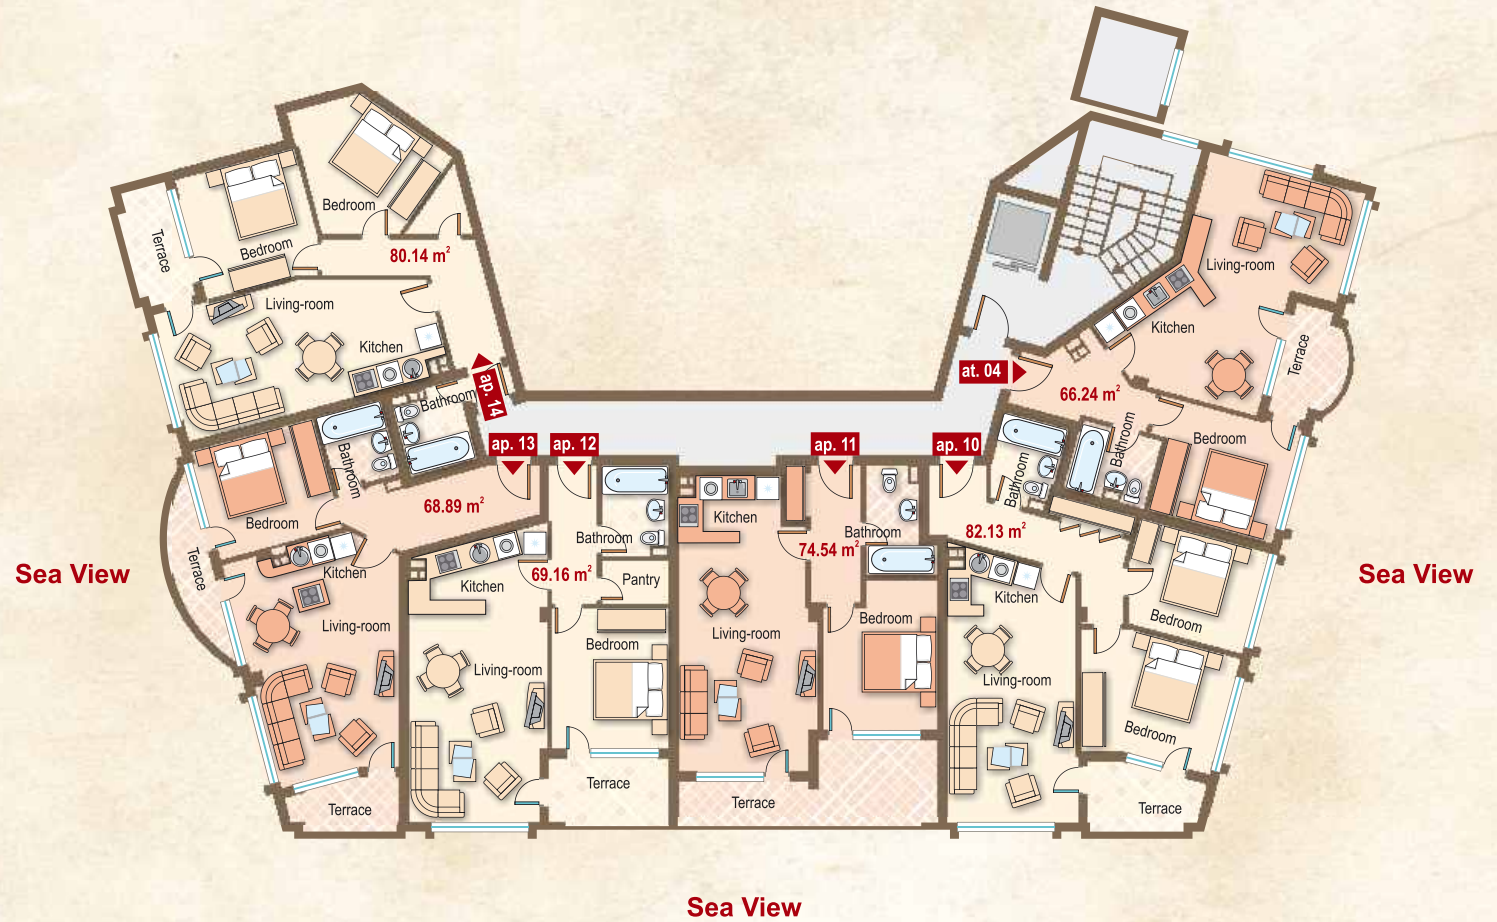 Bedroom
Terrace
Bedroom
80.14 m²
Living-room
Kitchen
ap. 14
Bathroom
Living-room
Kitchen
Terrace
at. 04
66.24 m²
ap. 13
ap. 12
ap. 11
ap. 10
Bathroom
Bedroom
68.89 m²
Bathroom
Bathroom
Bedroom
Kitchen
Bathroom
74.54 m²
82.13 m²
Bathroom
Kitchen
Terrace
Sea View
Kitchen
69.16 m²
Pantry
Kitchen
Sea View
Living-room
Living-room
Bedroom
Living-room
Bedroom
Living-room
Bedroom
Bedroom
Terrace
Terrace
Terrace
Terrace
Sea View